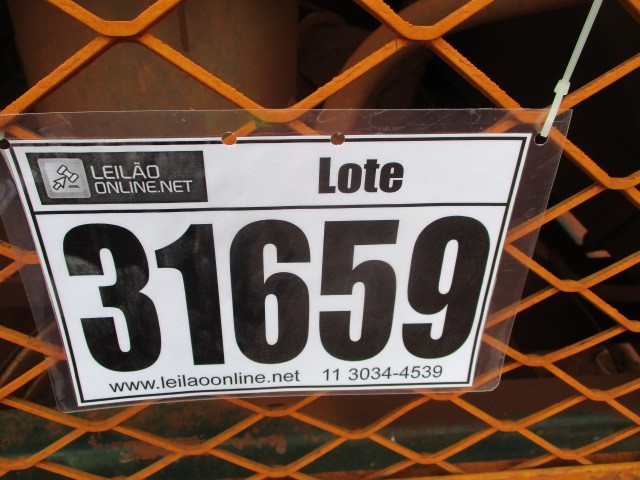 LEILÃO
ONLINE.NET
Lote
31659
www.leilaoonline.net 11 3034-4539